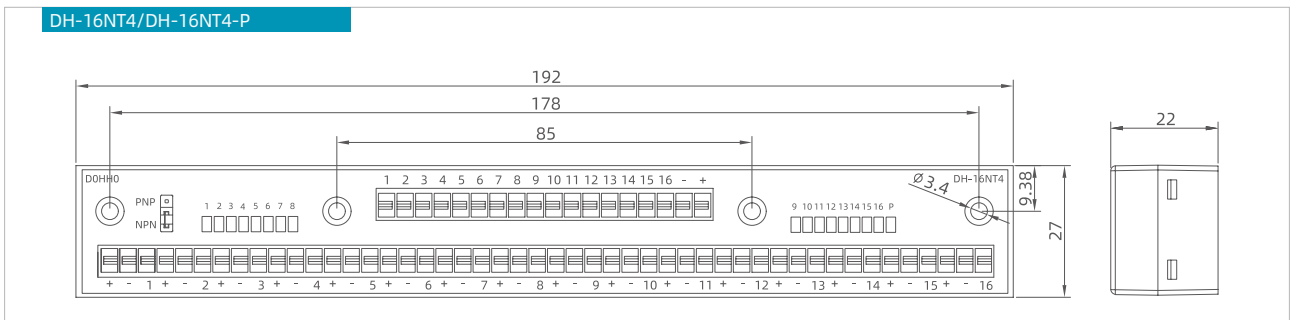 DH-16NT4/DH-16NT4-P
192
178
85
22
D0HH0
1 2 3 4 5 6 7 8 9 10 11 12 13 14 15 16 - +
Ø3.4
DH-16NT4
9.38
27
PNP
NPN
1 2 3 4 5 6 7 8
9 10 11 12 13 14 15 16 P
+ - 1 + - 2 + - 3 + - 4 + - 5 + - 6 + - 7 + - 8 + - 9 + - 10 + - 11 + - 12 + - 13 + - 14 + - 15 + - 16